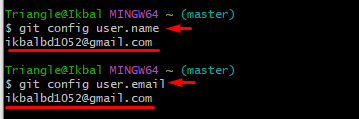 Triangle@Ikbal MINGW64 ~ (master)
$ git config user.name
ikbalbd1052@gmail.com
Triangle@Ikbal MINGW64 ~ (master)
$ git config user.email
ikbalbd1052@gmail.com